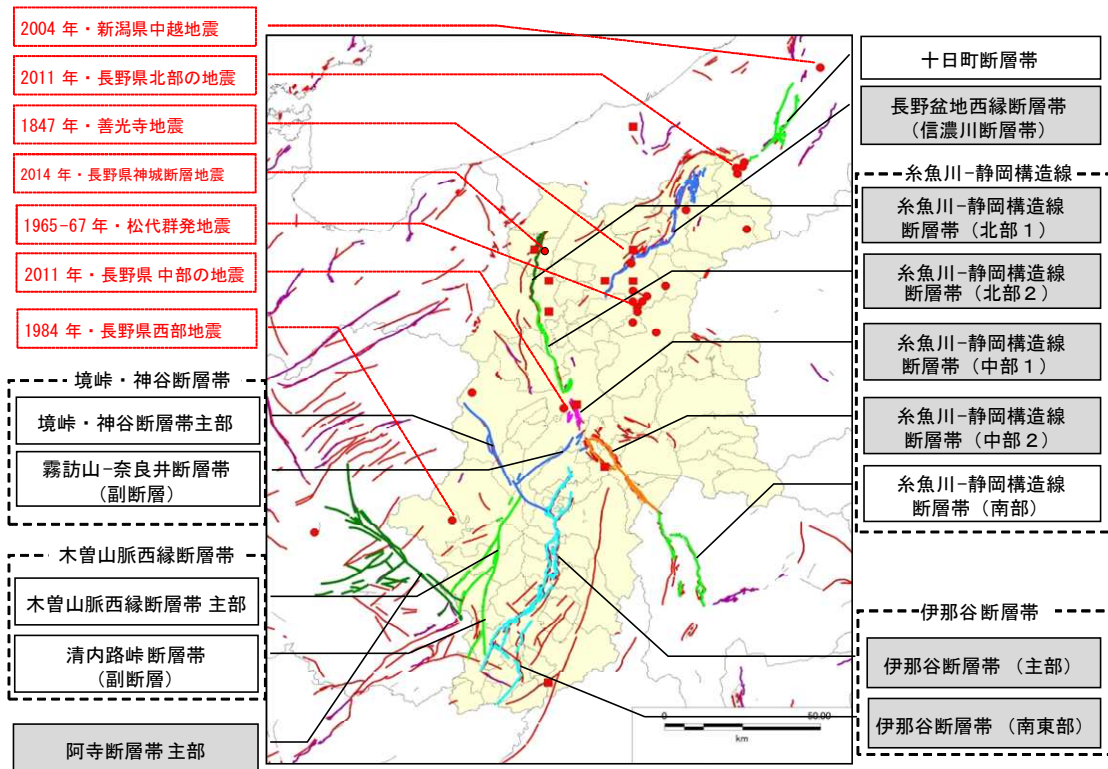 2004 年・新潟県中越地震
2011 年・長野県北部の地震
1847 年・善光寺地震
2014 年・長野県神城断層地震
1965-67 年・松代群発地震
2011 年・長野県 中部の地震
1984 年・長野県西部地震
境峠・神谷断層帯
境峠・神谷断層帯主部
霧訪山−奈良井断層帯
(副断層)
木曽山脈西縁断層帯
木曽山脈西縁断層帯 主部
清内路峠 断層帯
(副断層)
阿寺断層帯 主部
0 50.00
km
十日町断層帯
長野盆地西縁断層帯
(信濃川断層帯)
糸魚川−静岡構造線
糸魚川−静岡構造線
断層帯 (北部1)
糸魚川−静岡構造線
断層帯 (北部2)
糸魚川−静岡構造線
断層帯 (中部1)
糸魚川−静岡構造線
断層帯 (中部2)
糸魚川−静岡構造線
断層帯 (南部)
伊那谷断層帯
伊那谷断層帯 (主部)
伊那谷断層帯 (南東部)